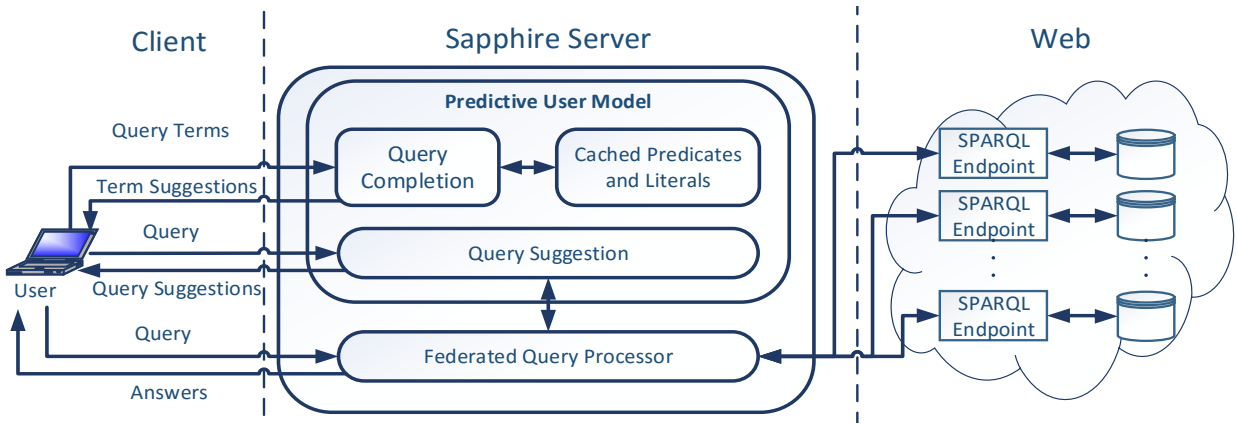 Client
Sapphire Server
Web
Predictive User Model
Query Terms
Query
Completion
Cached Predicates
and Literals
Term Suggestions
Query
Query Suggestion
Query Suggestions
User
Query
Federated Query Processor
Answers
SPARQL
Endpoint
SPARQL
Endpoint
SPARQL
Endpoint